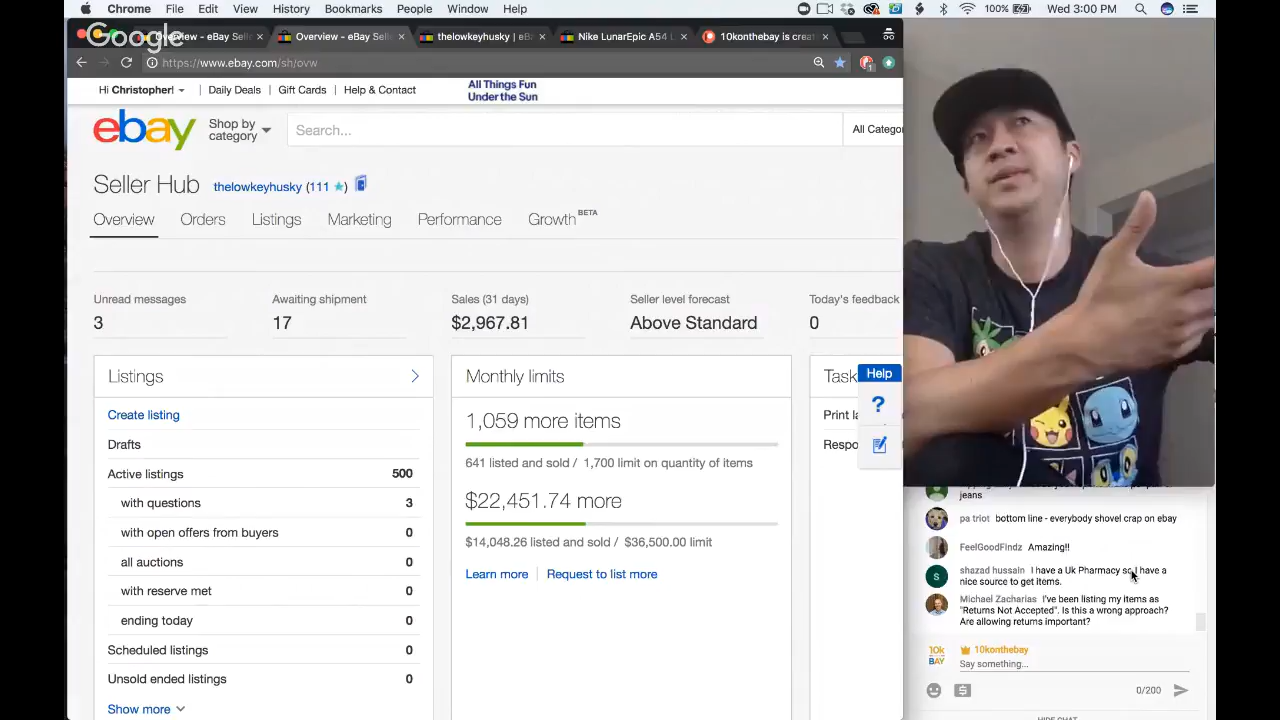 Chrome File Edit View History Bookmarks People Window Help 100% Wed 3:00 PM
Google
Overview - eBay Sell Overview - eBay Seller thelowkeyhusky | eB Nike LunarEpic A54 L 10konthebay is creat
https://www.ebay.com/sh/ovw 1
Hi Christopher! Daily Deals Gift Cards Help & Contact All Things Fun
Under the Sun
ebay Shop by
category Search... All Catego
Seller Hub thelowkeyhusky (111)
Overview Orders Listings Marketing Performance Growth BETA
Unread messages Awaiting shipment Sales (31 days) Seller level forecast Today's feedback
3 17 $2,967.81 Above Standard 0
Listings
Create listing
Drafts
Active listings 500
with questions 3
with open offers from buyers 0
all auctions 0
with reserve met 0
ending today 0
Scheduled listings 0
Unsold ended listings 0
Show more
Monthly limits
1,059 more items
641 listed and sold / 1,700 limit on quantity of items
$22,451.74 more
$14,048.26 listed and sold / $36,500.00 limit
Learn more Request to list more
Task
Print la
Respo
Help
?
jeans
pa triot bottom line - everybody shovel crap on ebay
FeelGoodFindz Amazing!!
S shazad hussain I have a Uk Pharmacy so I have a
nice source to get items.
Michael Zacharias I've been listing my items as
"Returns Not Accepted". Is this a wrong approach?
Are allowing returns important?
10k
BAY
10konthebay
Say something...
0/200
HIDE CHAT